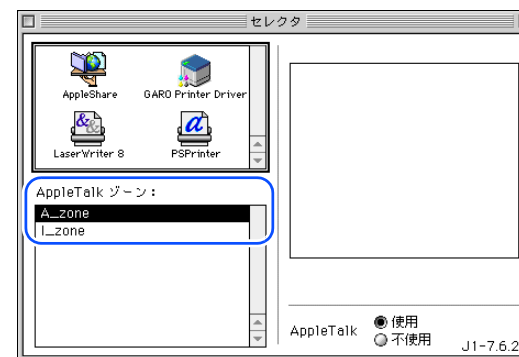 セレクタ
AppleShare
GARO Printer Driver
LaserWriter 8
PSPrinter
AppleTalk ゾーン：
A_zone
I_zone
AppleTalk
使用
不使用
J1-7.6.2